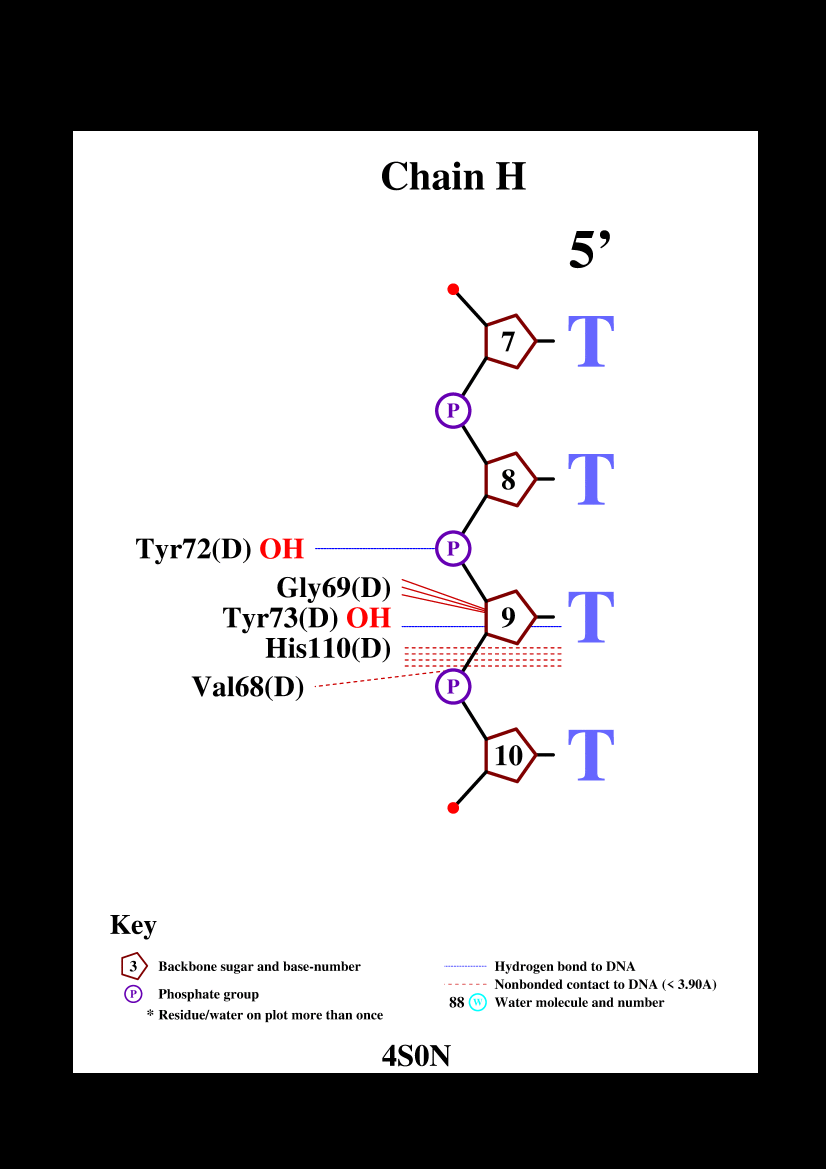 Chain H
5’
7 T
P
8 T
Tyr72(D) OH P
Gly69(D)
Tyr73(D) OH 9 T
His110(D)
Val68(D) P
10 T
Key
3 Backbone sugar and base-number
P Phosphate group
* Residue/water on plot more than once
Hydrogen bond to DNA
Nonbonded contact to DNA (< 3.90A)
88 W Water molecule and number
4S0N